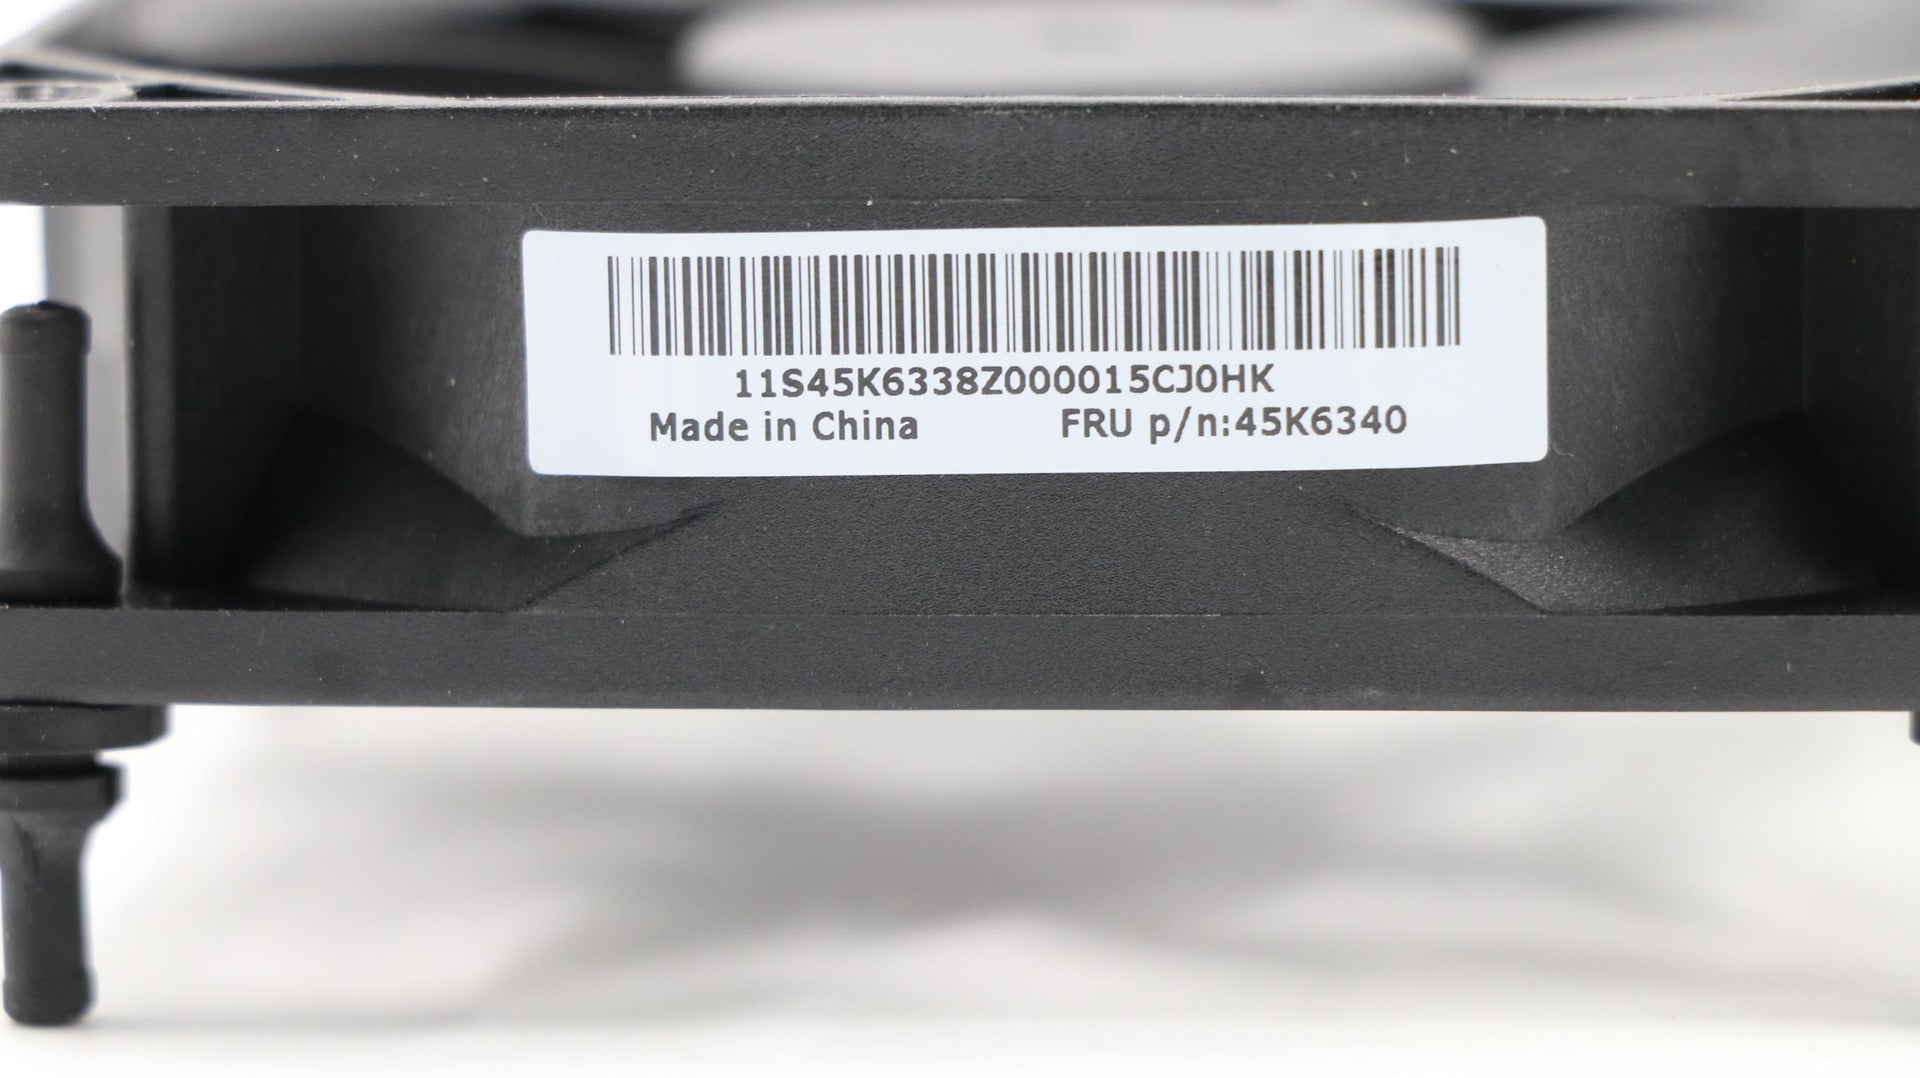 11S45K6338Z000015CJ0HK
Made in China FRU p/n:45K6340